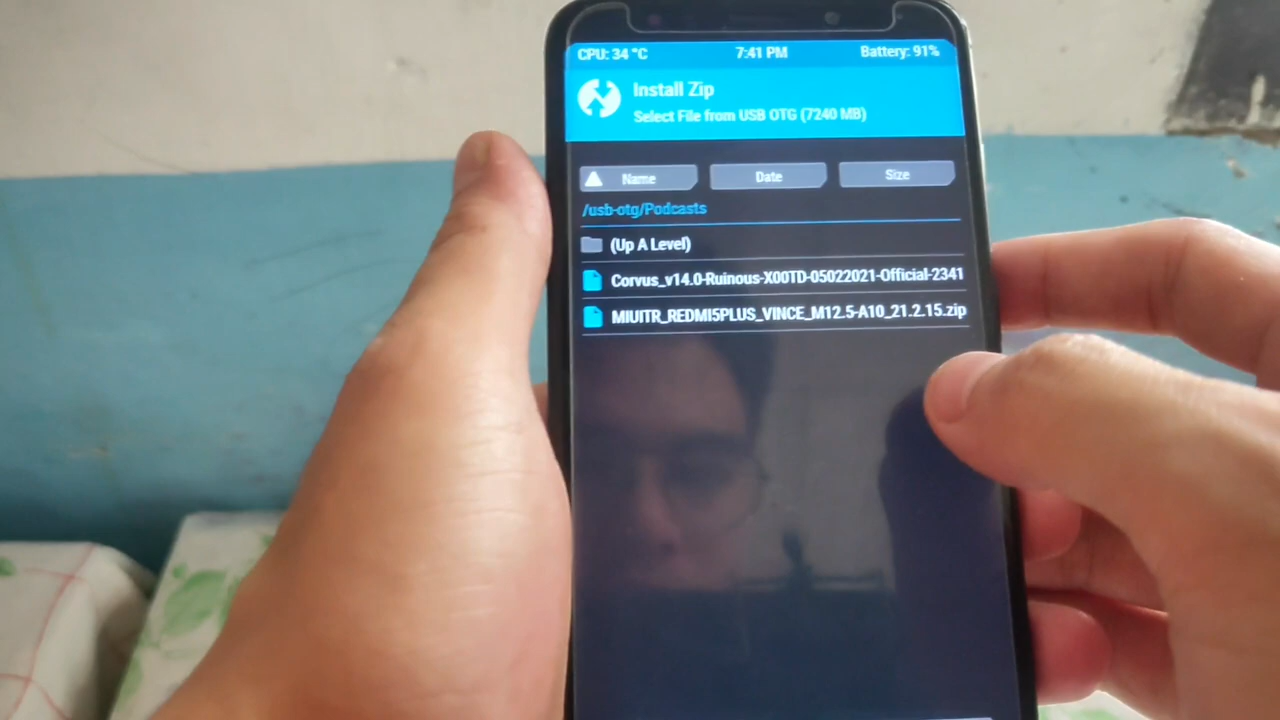 CPU: 34 °C 7:41 PM Battery: 91%
Install Zip
Select File from USB OTG (7240 MB)
Name Date Size
/usb-otg/Podcasts
(Up A Level)
Corvus_v14.0-Ruinous-X00TD-05022021-Official-2341
MIUITR_REDMI5PLUS_VINCE_M12.5-A10_21.2.15.zip